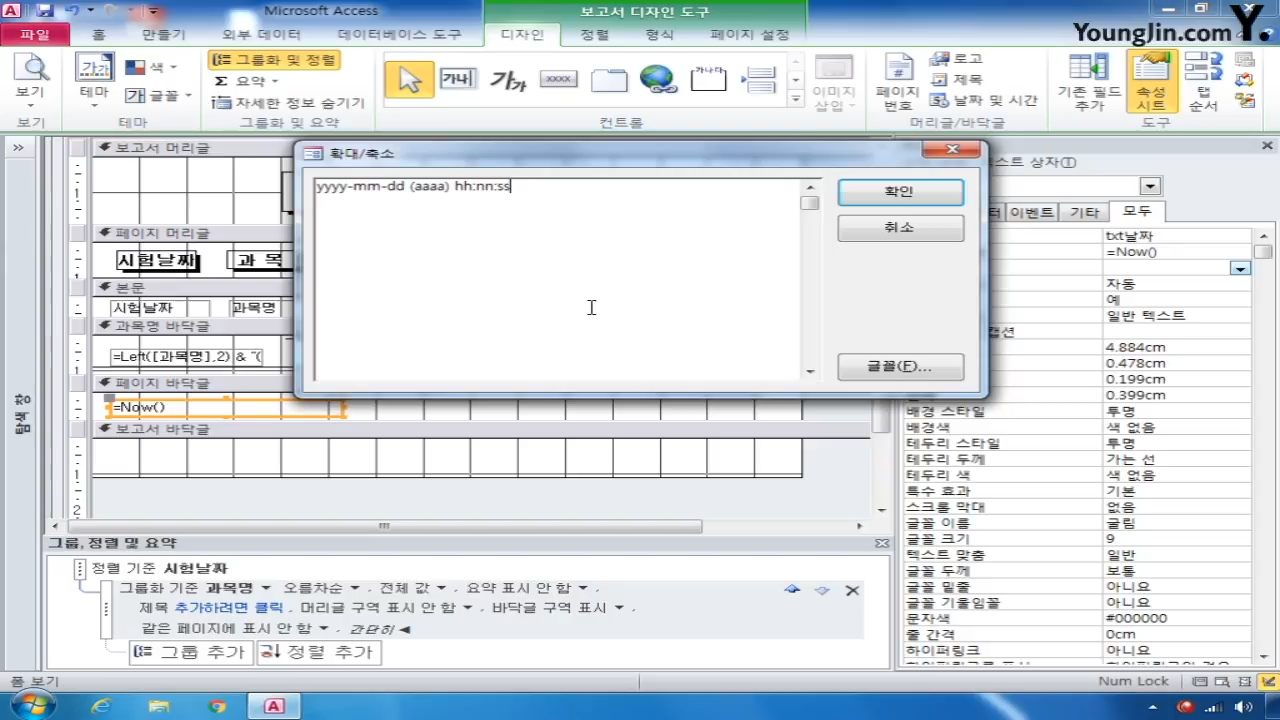 Microsoft Access
보고서 디자인 도구
YoungJin.com Y.
파일 홈 만들기 외부 데이터 데이터베이스 도구 디자인 정렬 형식 페이지 설정
보기
보기
테마
색
글꼴
테마
그룹화 및 정렬
Σ 요약
자세한 정보 숨기기
그룹화 및 요약
가나
가가
xxxx
가나다
이미지 삽입
컨트롤
페이지 번호
로고
제목
날짜 및 시간
머리글/바닥글
기존 필드 추가
속성 시트
탭 순서
도구
보고서 머리글
페이지 머리글
시험날짜 과 목
본문
시험날짜 과목명
과목명 바닥글
=Left([과목명],2) & "(
페이지 바닥글
=Now()
보고서 바닥글
탐색 창
확대/축소
yyyy-mm-dd (aaaa) hh:nn:ss
확인
취소
글꼴(F)...
스트 상자(I)
이벤트 기타 모두
txt날짜
=Now()
자동
예
일반 텍스트
캡션
4.884cm
0.478cm
0.199cm
0.399cm
배경 스타일 투명
배경색 색 없음
테두리 스타일 투명
테두리 두께 가는 선
테두리 색 색 없음
특수 효과 기본
스크롤 막대 없음
글꼴 이름 굴림
글꼴 크기 9
텍스트 맞춤 일반
글꼴 두께 보통
글꼴 밑줄 아니요
글꼴 기울임꼴 아니요
문자색 #000000
줄 간격 0cm
하이퍼링크 아니요
그룹, 정렬 및 요약
정렬 기준 시험날짜
그룹화 기준 과목명 오름차순 , 전체 값 , 요약 표시 안 함 ,
제목 추가하려면 클릭 , 머리글 구역 표시 안 함 , 바닥글 구역 표시 ,
같은 페이지에 표시 안 함 , 간단히 ◀
그룹 추가 정렬 추가
폼 보기
Num Lock